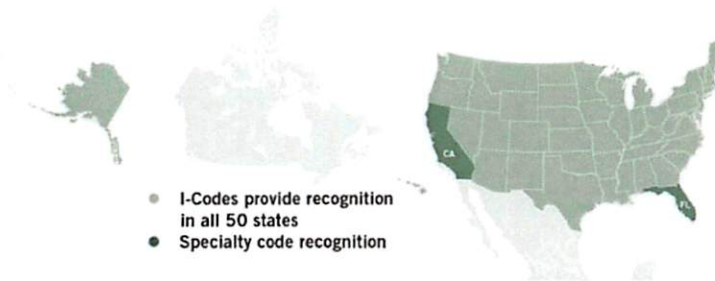 CA
FL
I-Codes provide recognition
in all 50 states
Specialty code recognition